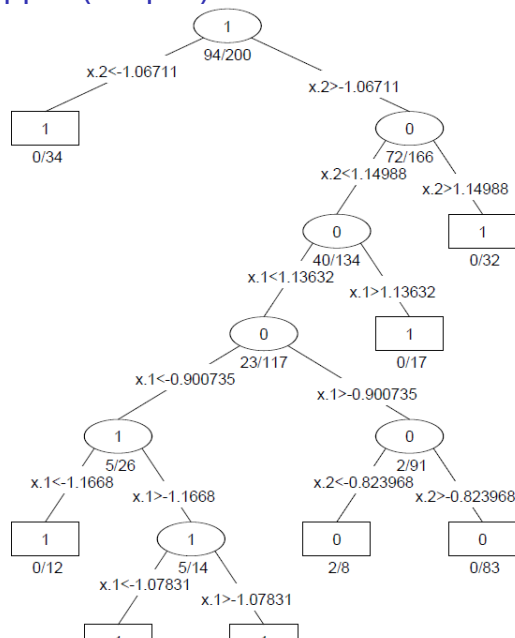 1
94/200
x.2<-1.06711
x.2>-1.06711
1
0/34
0
72/166
x.2<1.14988
x.2>1.14988
0
40/134
1
0/32
x.1<1.13632
x.1>1.13632
0
23/117
1
0/17
x.1<-0.900735
x.1>-0.900735
1
5/26
0
2/91
x.1<-1.1668
x.1>-1.1668
x.2<-0.823968
x.2>-0.823968
1
0/12
1
5/14
0
2/8
0
0/83
x.1<-1.07831
x.1>-1.07831